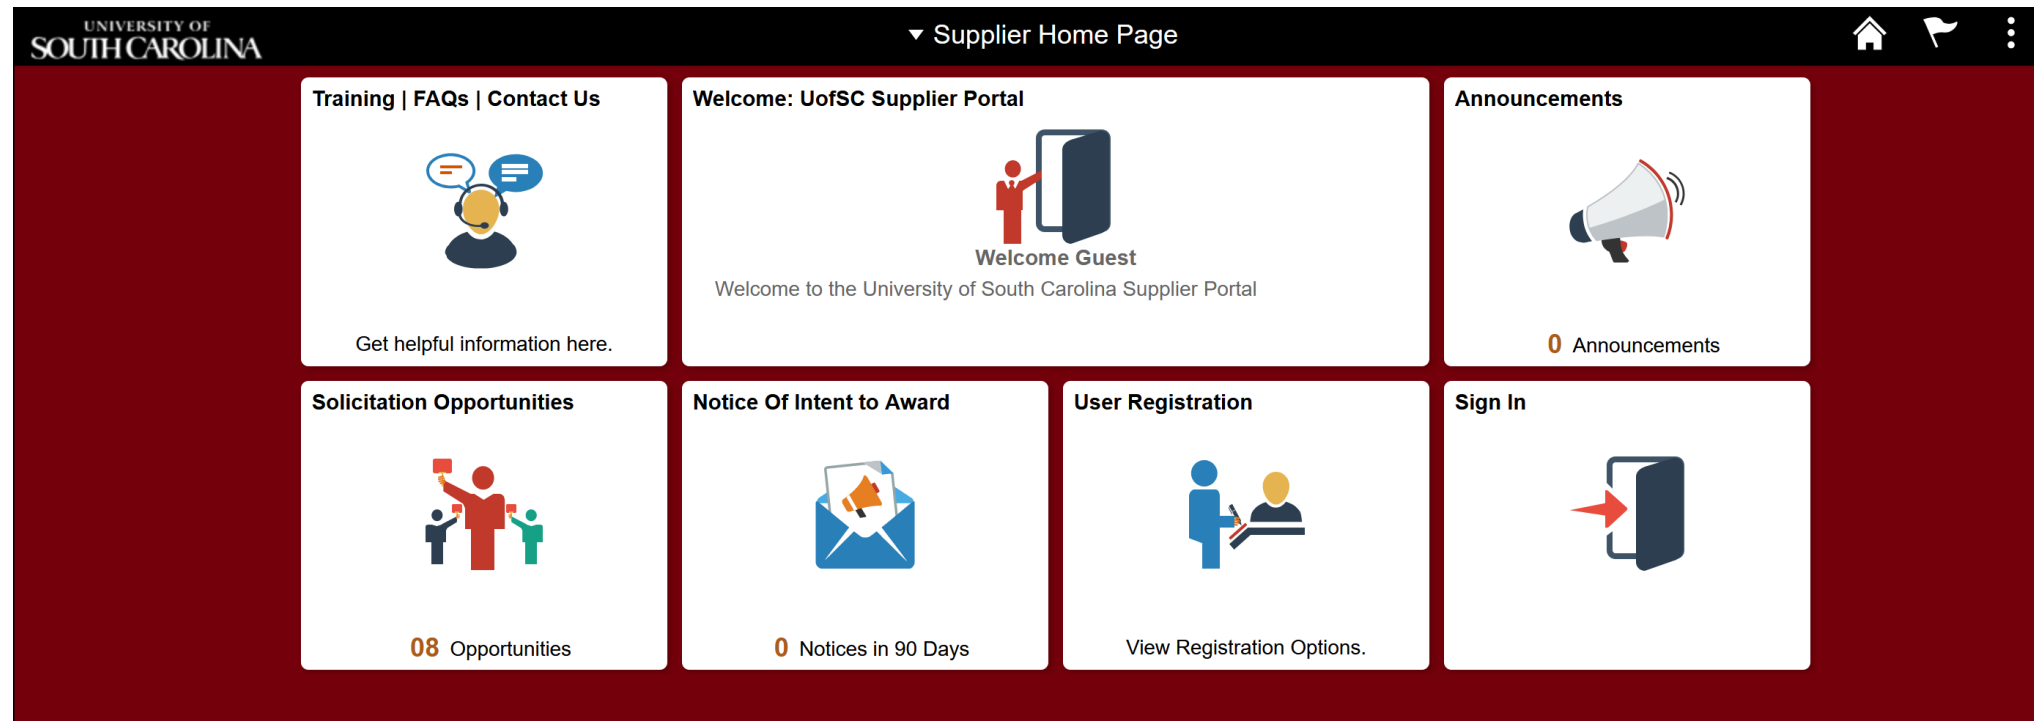 UNIVERSITY OF
SOUTH CAROLINA
Supplier Home Page
Training | FAQs | Contact Us
Get helpful information here.
Welcome: UofSC Supplier Portal
Welcome Guest
Welcome to the University of South Carolina Supplier Portal
Announcements
0 Announcements
Solicitation Opportunities
08 Opportunities
Notice Of Intent to Award
0 Notices in 90 Days
User Registration
View Registration Options.
Sign In